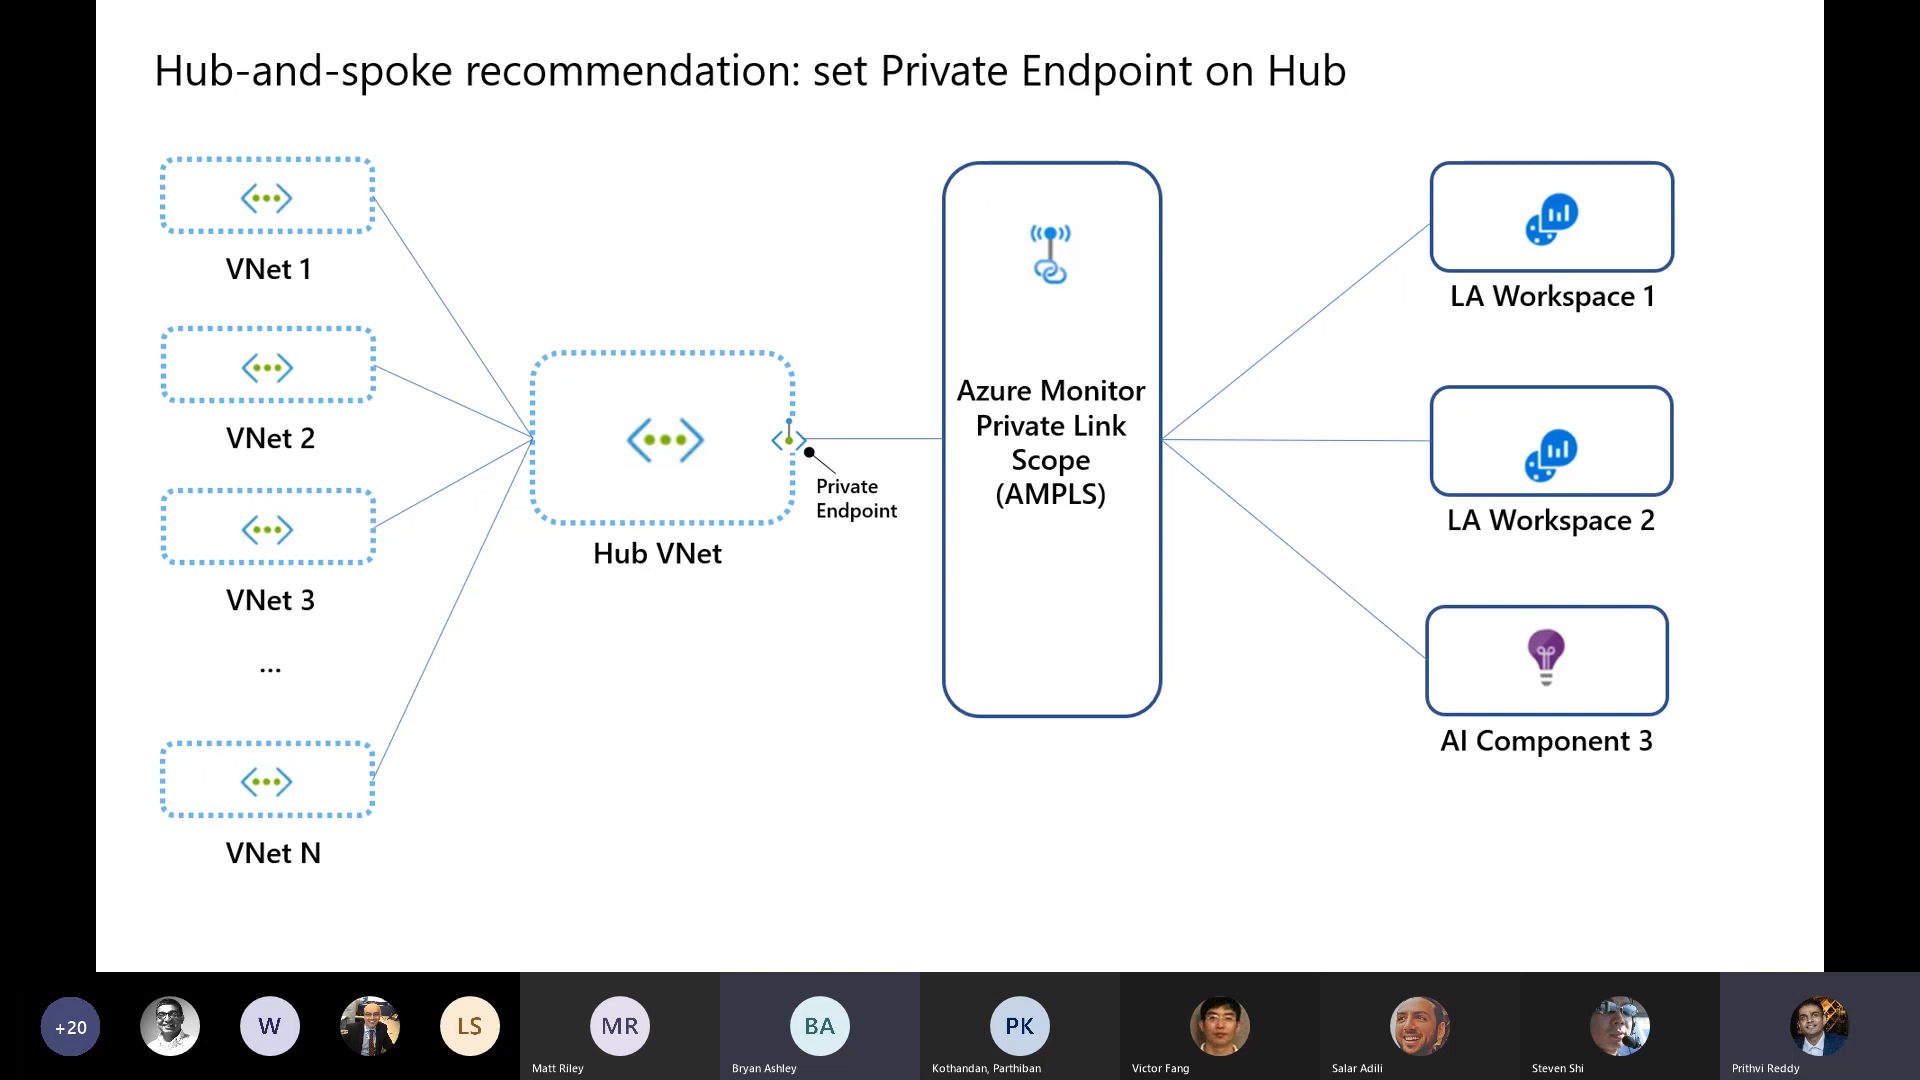 Hub-and-spoke recommendation: set Private Endpoint on Hub
VNet 1
VNet 2
VNet 3
...
VNet N
Hub VNet
Private
Endpoint
Azure Monitor
Private Link
Scope
(AMPLS)
LA Workspace 1
LA Workspace 2
AI Component 3
+20
W
LS
MR
Matt Riley
BA
Bryan Ashley
PK
Kothandan, Parthiban
Victor Fang
Salar Adili
Steven Shi
Prithvi Reddy